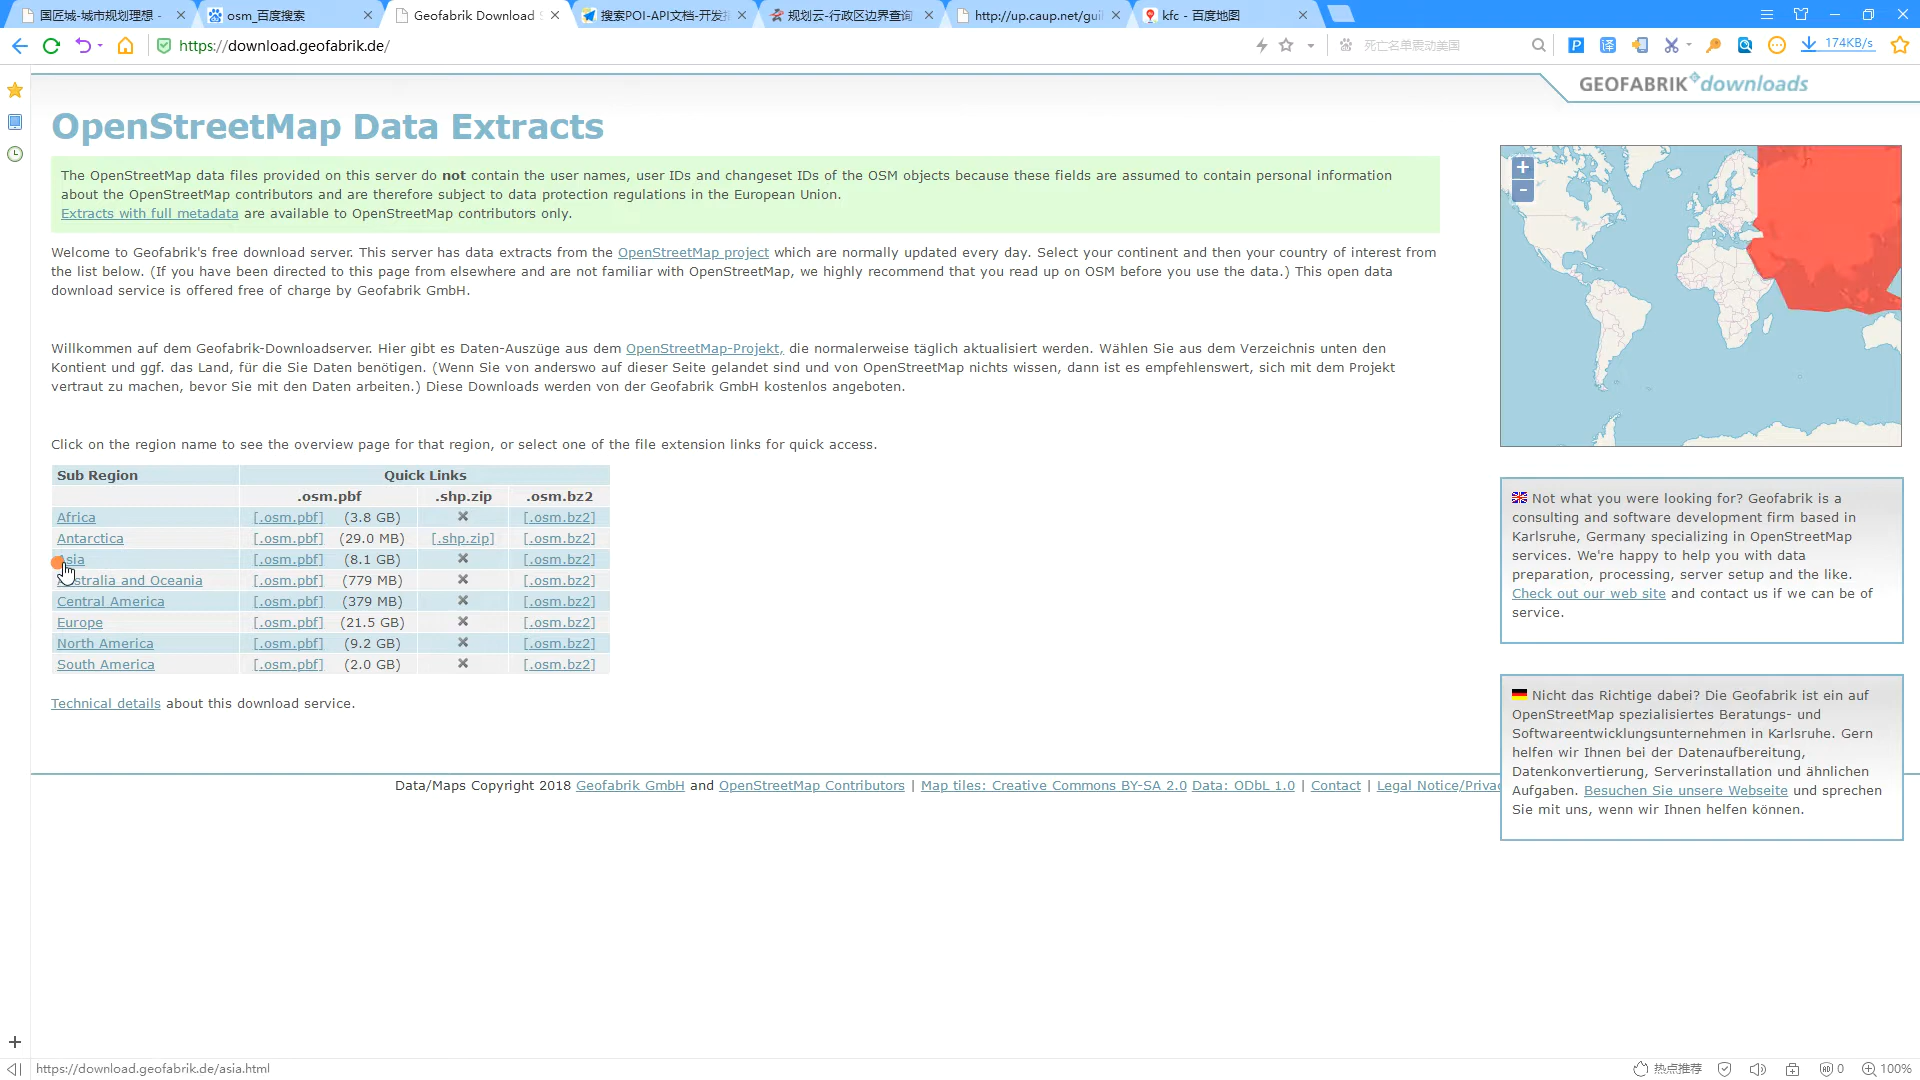 国匠城-城市规划理想 -
osm_百度搜索
Geofabrik Download S
搜索POI-API文档-开发指
规划云-行政区边界查询
http://up.caup.net/guil
kfc - 百度地图
https://download.geofabrik.de/
死亡名单震动美国
174KB/s
GEOFABRIK downloads
OpenStreetMap Data Extracts
The OpenStreetMap data files provided on this server do not contain the user names, user IDs and changeset IDs of the OSM objects because these fields are assumed to contain personal information
about the OpenStreetMap contributors and are therefore subject to data protection regulations in the European Union.
Extracts with full metadata are available to OpenStreetMap contributors only.
Welcome to Geofabrik's free download server. This server has data extracts from the OpenStreetMap project which are normally updated every day. Select your continent and then your country of interest from
the list below. (If you have been directed to this page from elsewhere and are not familiar with OpenStreetMap, we highly recommend that you read up on OSM before you use the data.) This open data
download service is offered free of charge by Geofabrik GmbH.
Willkommen auf dem Geofabrik-Downloadserver. Hier gibt es Daten-Auszüge aus dem OpenStreetMap-Projekt, die normalerweise täglich aktualisiert werden. Wählen Sie aus dem Verzeichnis unten den
Kontient und ggf. das Land, für die Sie Daten benötigen. (Wenn Sie von anderswo auf dieser Seite gelandet sind und von OpenStreetMap nichts wissen, dann ist es empfehlenswert, sich mit dem Projekt
vertraut zu machen, bevor Sie mit den Daten arbeiten.) Diese Downloads werden von der Geofabrik GmbH kostenlos angeboten.
Click on the region name to see the overview page for that region, or select one of the file extension links for quick access.
Sub Region Quick Links
.osm.pbf .shp.zip .osm.bz2
Africa [.osm.pbf] (3.8 GB) ✖ [.osm.bz2]
Antarctica [.osm.pbf] (29.0 MB) [.shp.zip] [.osm.bz2]
Asia [.osm.pbf] (8.1 GB) ✖ [.osm.bz2]
Australia and Oceania [.osm.pbf] (779 MB) ✖ [.osm.bz2]
Central America [.osm.pbf] (379 MB) ✖ [.osm.bz2]
Europe [.osm.pbf] (21.5 GB) ✖ [.osm.bz2]
North America [.osm.pbf] (9.2 GB) ✖ [.osm.bz2]
South America [.osm.pbf] (2.0 GB) ✖ [.osm.bz2]
Technical details about this download service.
Not what you were looking for? Geofabrik is a
consulting and software development firm based in
Karlsruhe, Germany specializing in OpenStreetMap
services. We're happy to help you with data
preparation, processing, server setup and the like.
Check out our web site and contact us if we can be of
service.
Nicht das Richtige dabei? Die Geofabrik ist ein auf
OpenStreetMap spezialisiertes Beratungs- und
Softwareentwicklungsunternehmen in Karlsruhe. Gern
helfen wir Ihnen bei der Datenaufbereitung,
Datenkonvertierung, Serverinstallation und ähnlichen
Aufgaben. Besuchen Sie unsere Webseite und sprechen
Sie mit uns, wenn wir Ihnen helfen können.
Data/Maps Copyright 2018 Geofabrik GmbH and OpenStreetMap Contributors | Map tiles: Creative Commons BY-SA 2.0 Data: ODbL 1.0 | Contact | Legal Notice/Privac
https://download.geofabrik.de/asia.html
热点推荐
0
100%